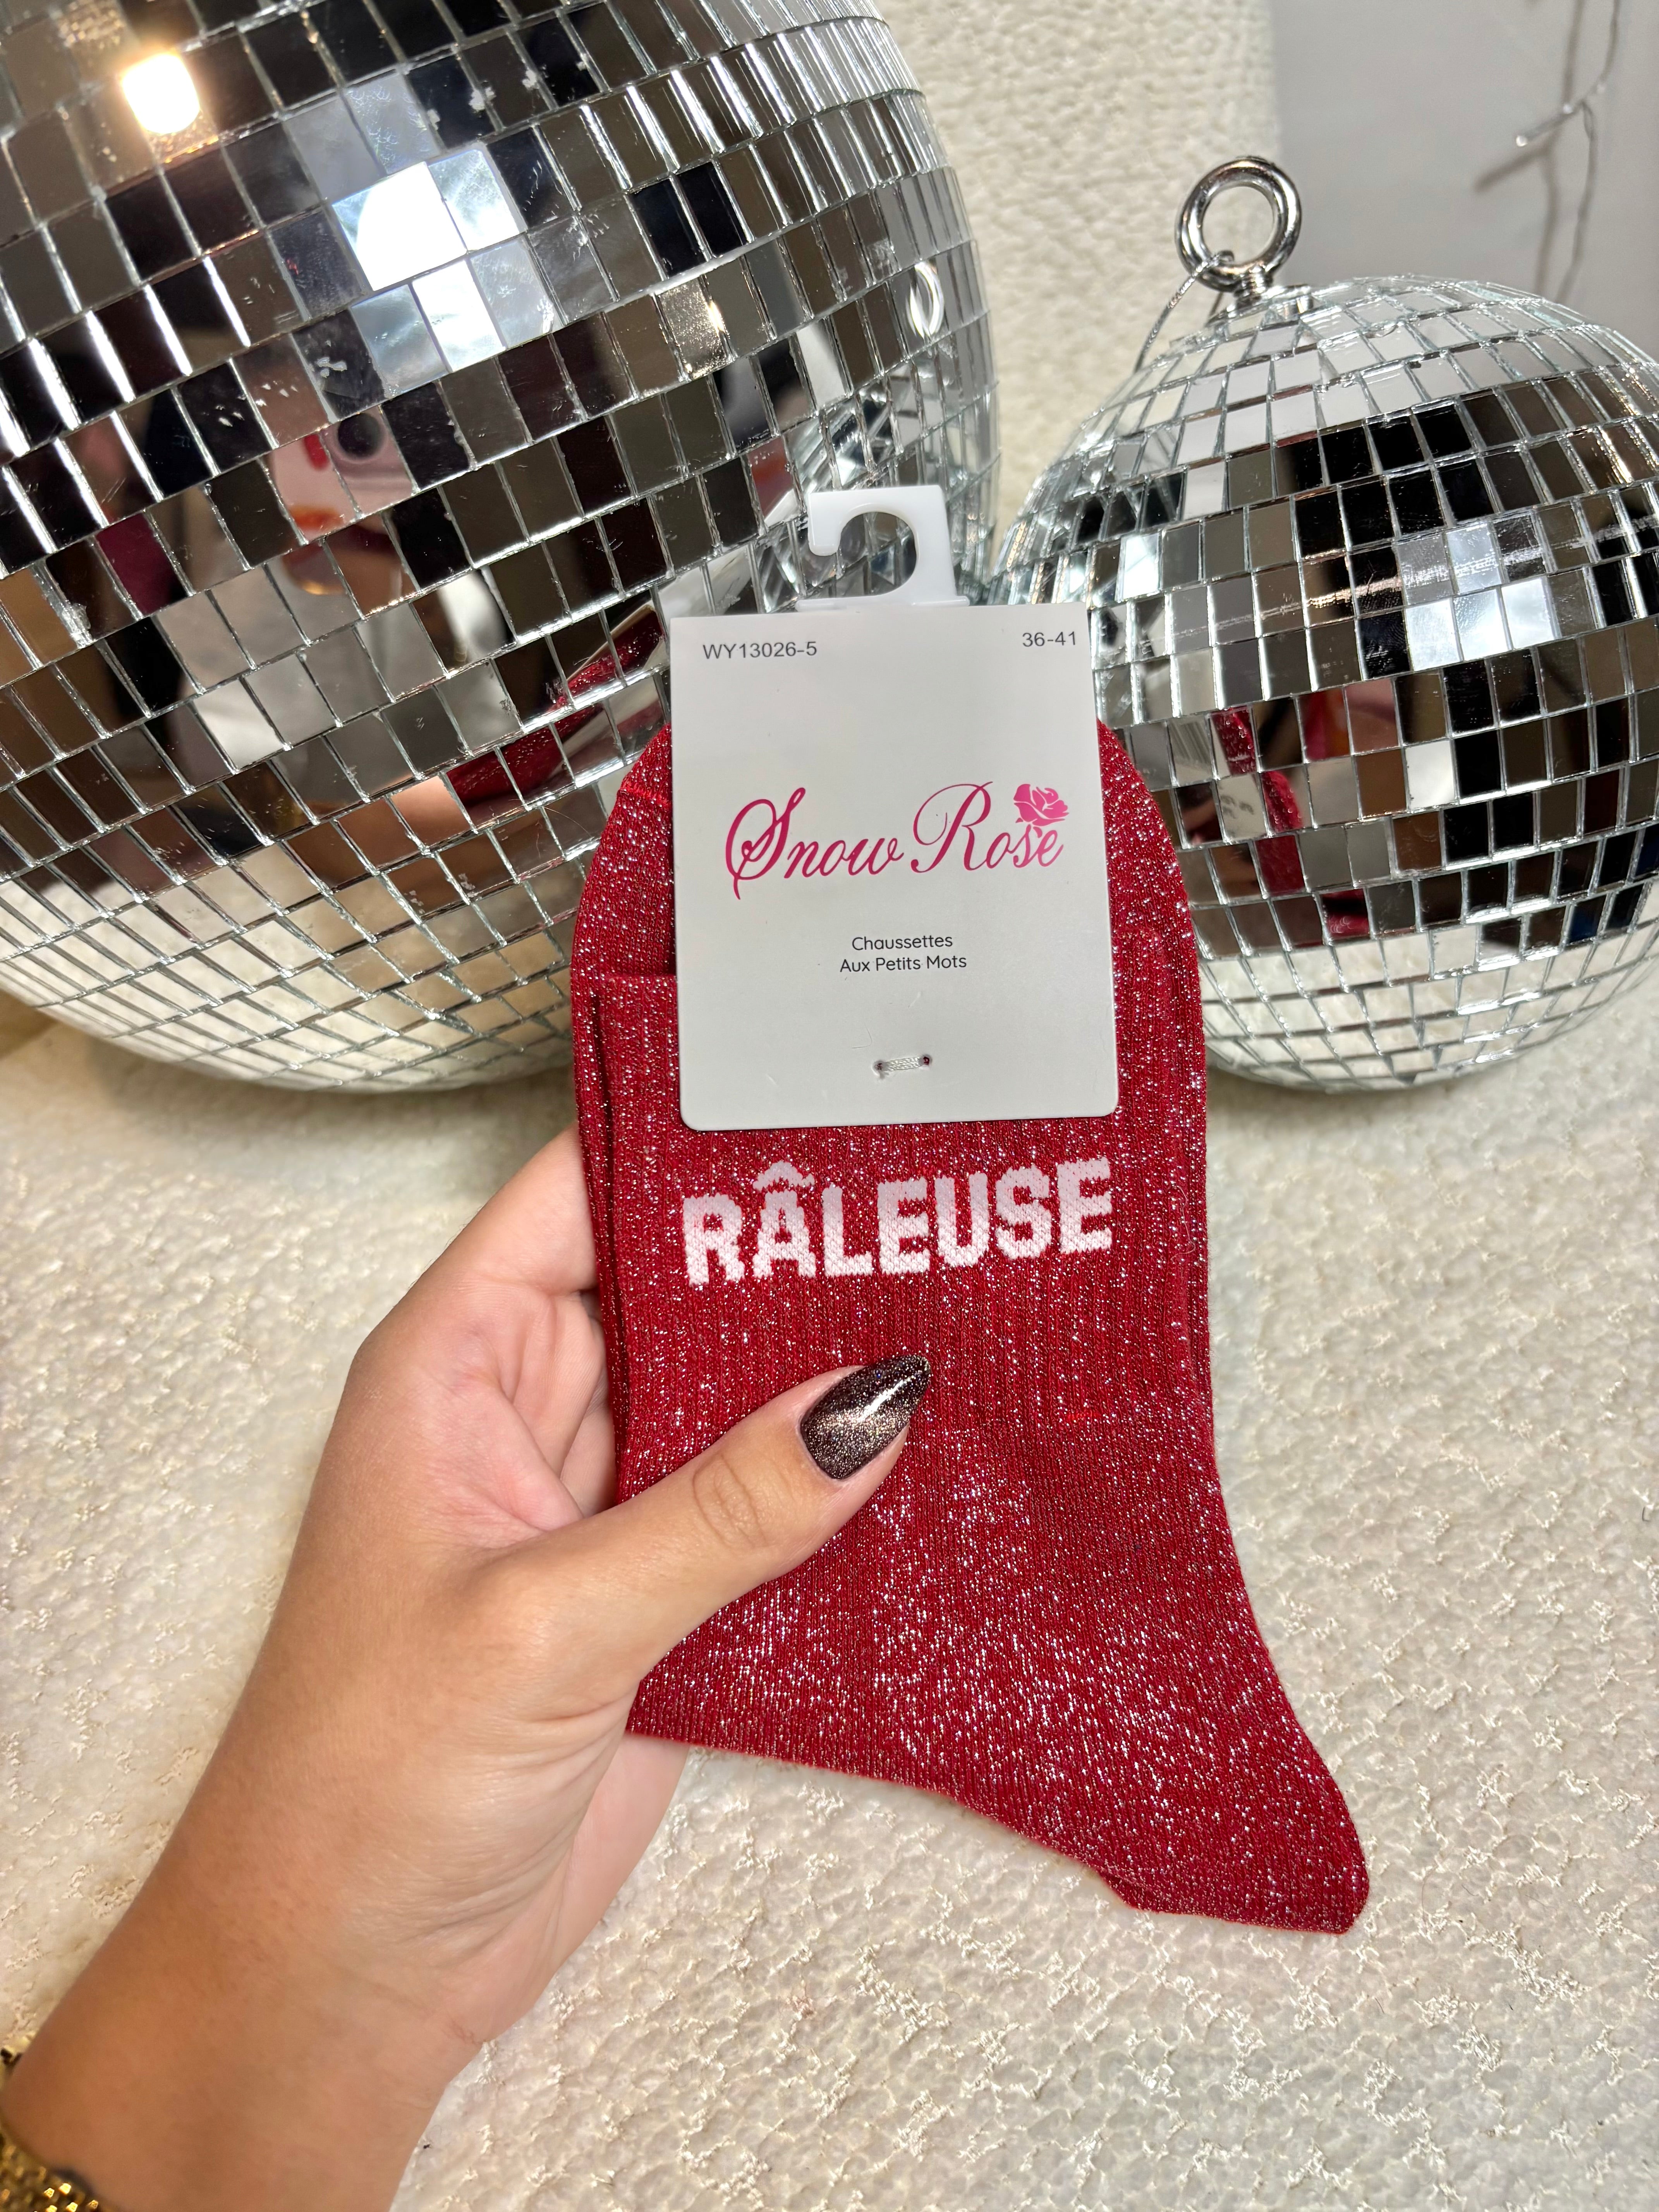 WY13026-5 36-41
Snow Rose
Chaussettes
Aux Petits Mots
RÂLEUSE